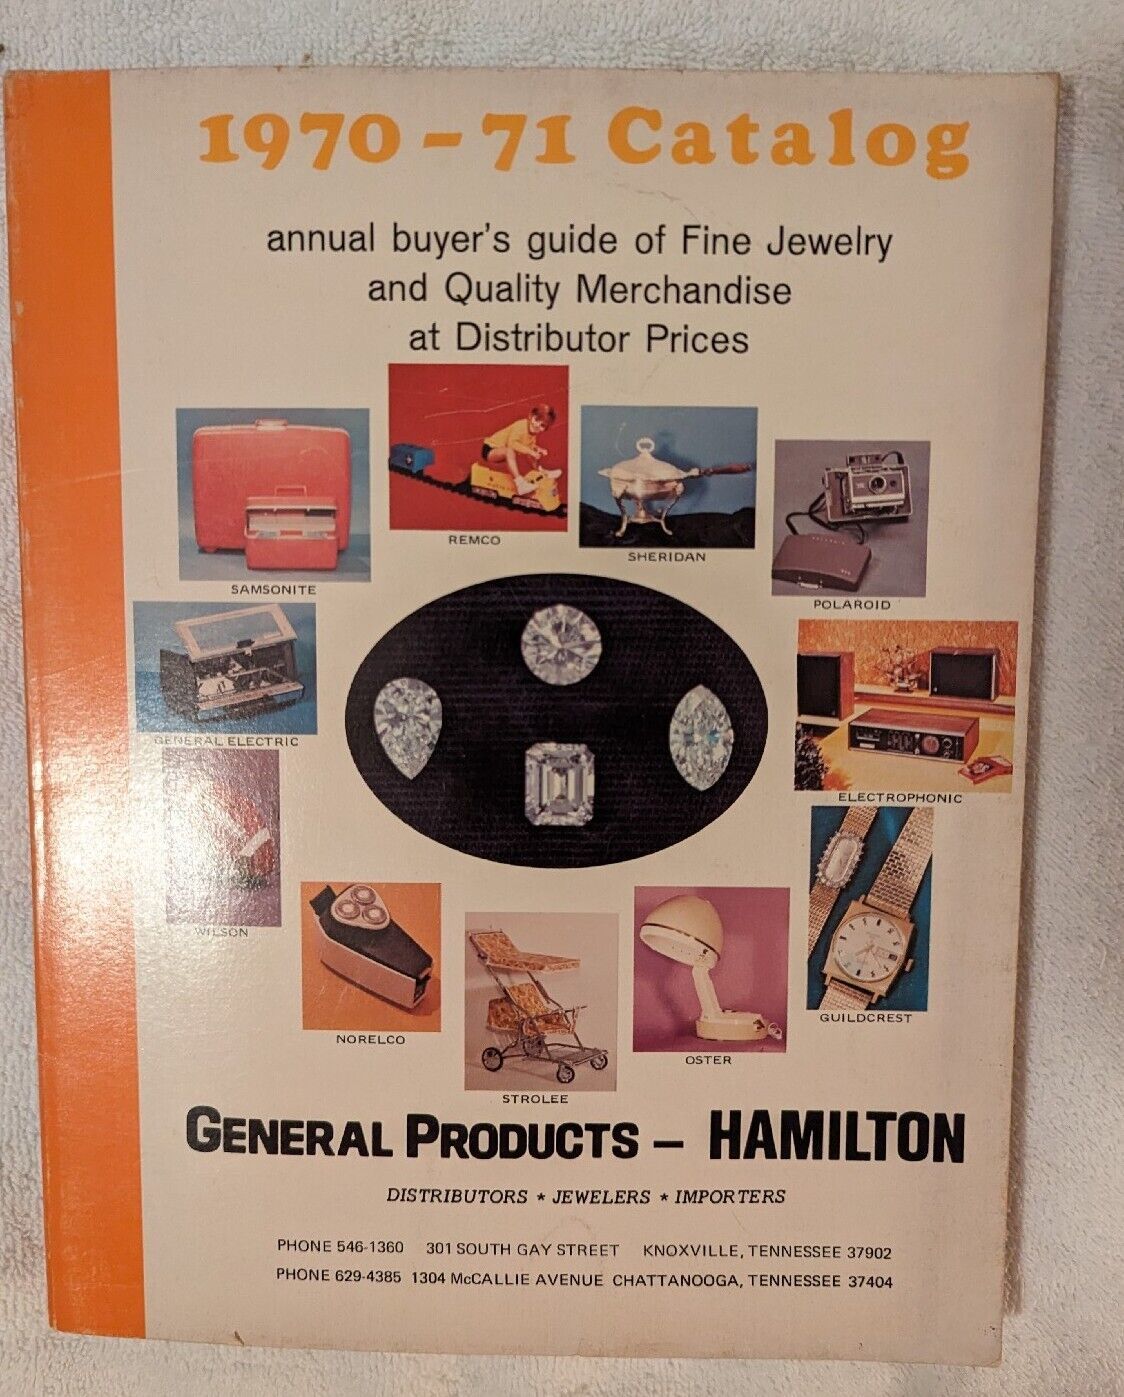 1970 - 71 Catalog
annual buyer's guide of Fine Jewelry
and Quality Merchandise
at Distributor Prices
REMCO
SHERIDAN
SAMSONITE
POLAROID
GENERAL ELECTRIC
ELECTROPHONIC
WILSON
GUILDCREST
NORELCO
OSTER
STROLEE
GENERAL PRODUCTS – HAMILTON
DISTRIBUTORS * JEWELERS * IMPORTERS
PHONE 546-1360 301 SOUTH GAY STREET KNOXVILLE, TENNESSEE 37902
PHONE 629-4385 1304 McCALLIE AVENUE CHATTANOOGA, TENNESSEE 37404